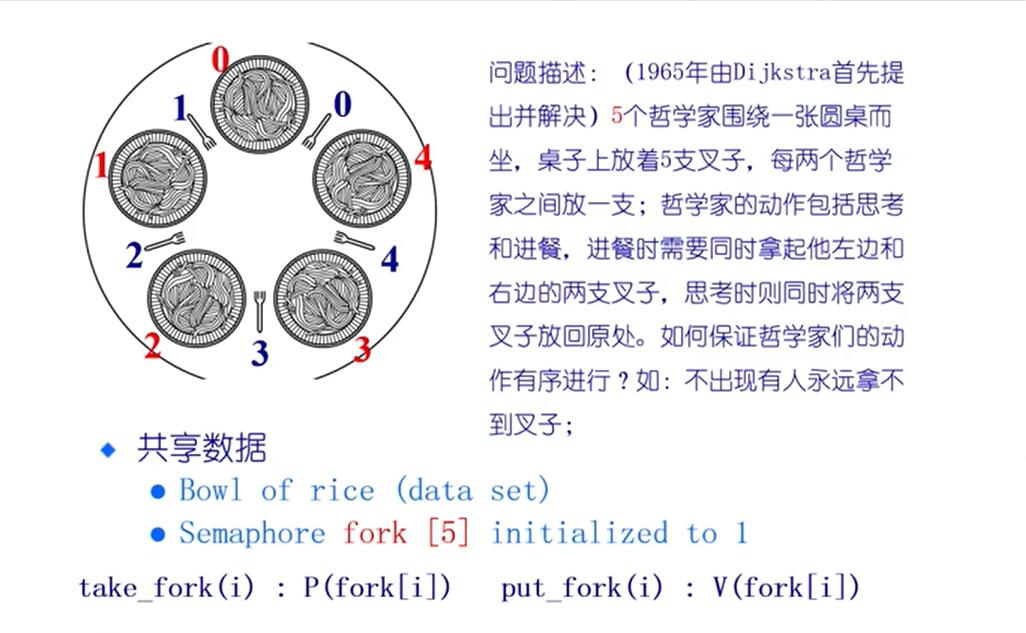 0
1
0
1
4
2
4
2
3
3
问题描述：（1965年由Dijkstra首先提
出并解决）5个哲学家围绕一张圆桌而
坐，桌子上放着5支叉子，每两个哲学
家之间放一支；哲学家的动作包括思考
和进餐，进餐时需要同时拿起他左边和
右边的两支叉子，思考时则同时将两支
叉子放回原处。如何保证哲学家们的动
作有序进行？如：不出现有人永远拿不
到叉子；
共享数据
Bowl of rice (data set)
Semaphore fork [5] initialized to 1
take_fork(i) : P(fork[i]) put_fork(i) : V(fork[i])